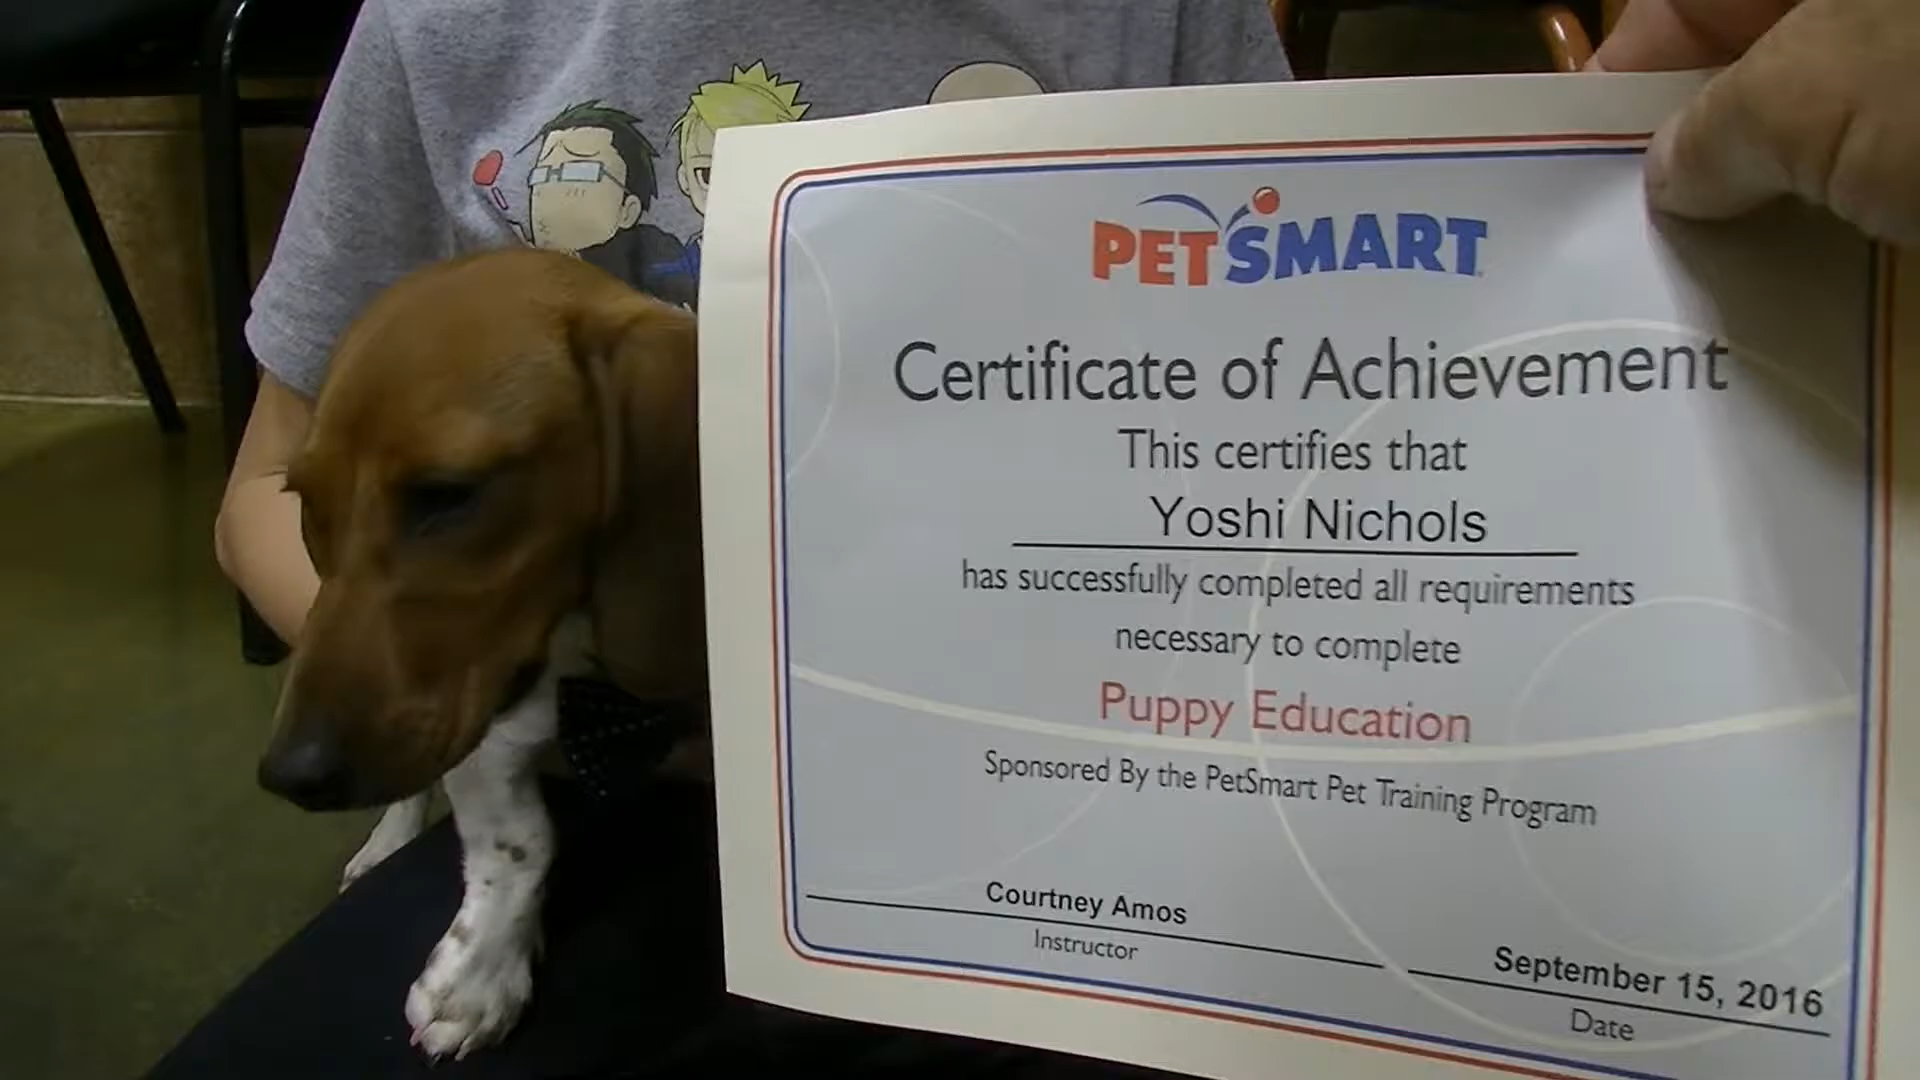 PETSMART
Certificate of Achievement
This certifies that
Yoshi Nichols
has successfully completed all requirements
necessary to complete
Puppy Education
Sponsored By the PetSmart Pet Training Program
Courtney Amos
Instructor
September 15, 2016
Date